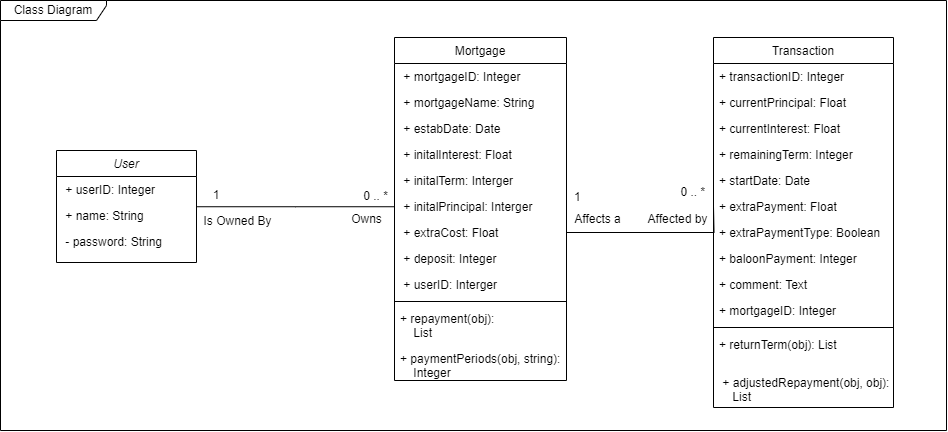 Class Diagram
User
+ userID: Integer
+ name: String
- password: String
1
Is Owned By
0 .. *
Owns
Mortgage
+ mortgageID: Integer
+ mortgageName: String
+ estabDate: Date
+ initalInterest: Float
+ initalTerm: Interger
+ initalPrincipal: Interger
+ extraCost: Float
+ deposit: Integer
+ userID: Interger
+ repayment(obj):
List
+ paymentPeriods(obj, string):
Integer
1
Affects a
0 .. *
Affected by
Transaction
+ transactionID: Integer
+ currentPrincipal: Float
+ currentInterest: Float
+ remainingTerm: Integer
+ startDate: Date
+ extraPayment: Float
+ extraPaymentType: Boolean
+ baloonPayment: Integer
+ comment: Text
+ mortgageID: Integer
+ returnTerm(obj): List
+ adjustedRepayment(obj, obj):
List